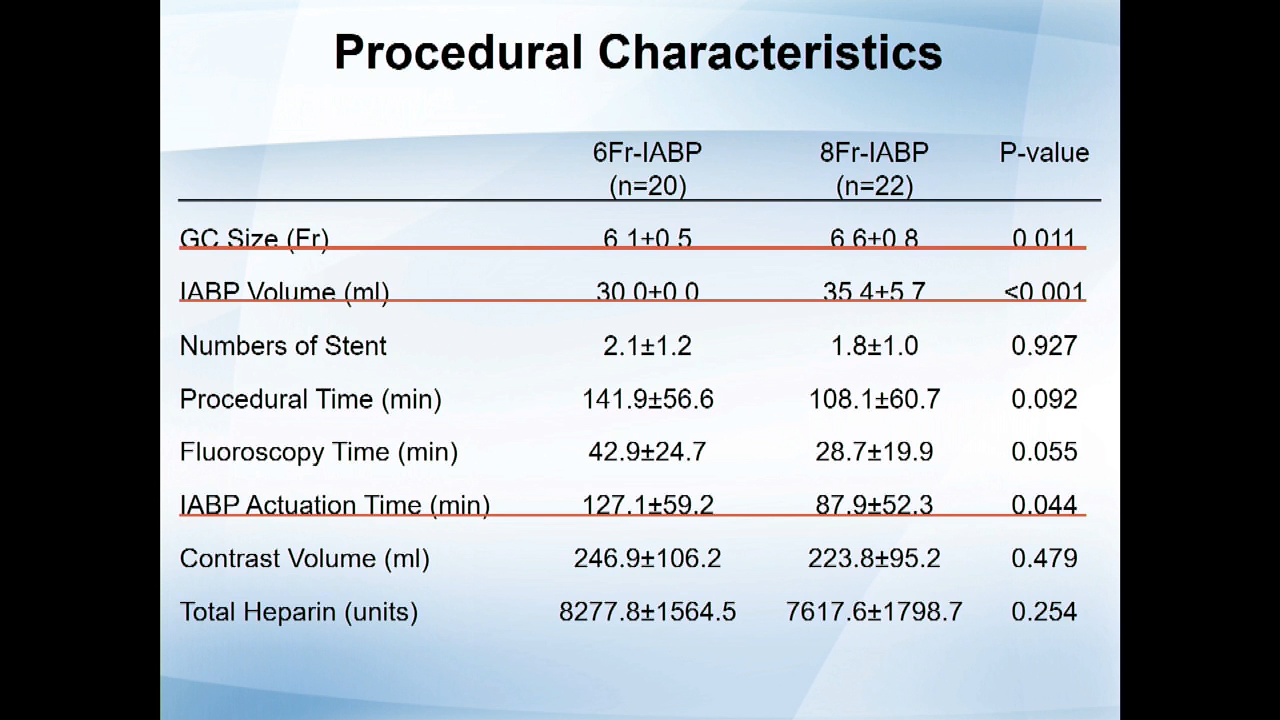 Procedural Characteristics
6Fr-IABP 8Fr-IABP P-value
(n=20) (n=22)
GC Size (Fr) 6.1±0.5 6.6±0.8 0.011
IABP Volume (ml) 30.0±0.0 35.4±5.7 <0.001
Numbers of Stent 2.1±1.2 1.8±1.0 0.927
Procedural Time (min) 141.9±56.6 108.1±60.7 0.092
Fluoroscopy Time (min) 42.9±24.7 28.7±19.9 0.055
IABP Actuation Time (min) 127.1±59.2 87.9±52.3 0.044
Contrast Volume (ml) 246.9±106.2 223.8±95.2 0.479
Total Heparin (units) 8277.8±1564.5 7617.6±1798.7 0.254